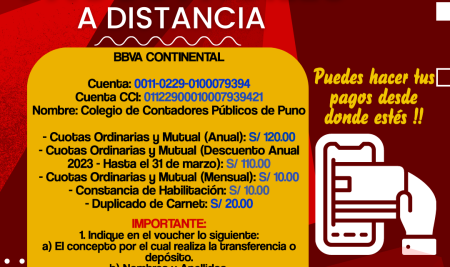 A DISTANCIA
BBVA CONTINENTAL
Cuenta: 0011-0229-0100079394
Cuenta CCI: 01122900010007939421
Nombre: Colegio de Contadores Públicos de Puno
- Cuotas Ordinarias y Mutual (Anual): S/ 120.00
- Cuotas Ordinarias y Mutual (Descuento Anual
2023 - Hasta el 31 de marzo): S/ 110.00
- Cuotas Ordinarias y Mutual (Mensual): S/ 10.00
- Constancia de Habilitación: S/ 10.00
- Duplicado de Carnet: S/ 20.00
IMPORTANTE:
1. Indique en el voucher lo siguiente:
a) El concepto por el cual realiza la transferencia o
depósito.
b) Nombres y Apellidos
Puedes hacer tus
pagos desde
donde estés !!